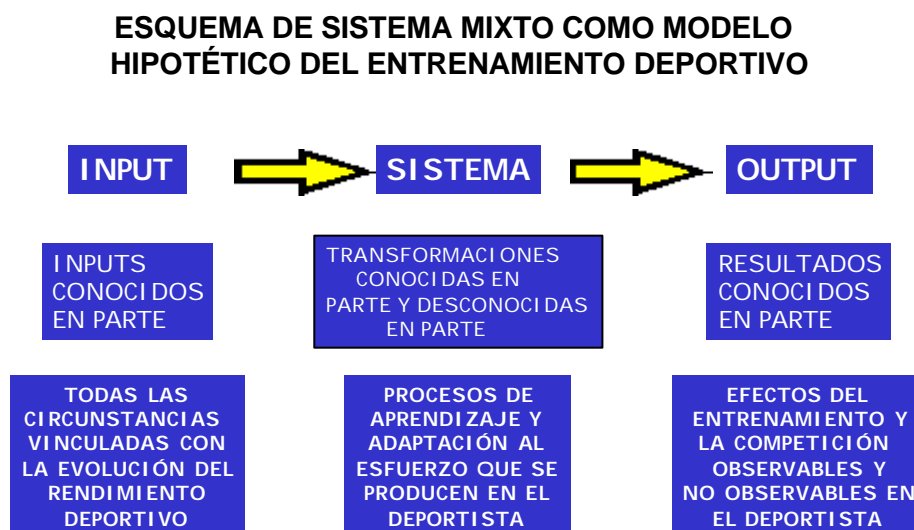 ESQUEMA DE SISTEMA MIXTO COMO MODELO
HIPOTÉTICO DEL ENTRENAMIENTO DEPORTIVO
INPUT
SISTEMA
OUTPUT
INPUTS
CONOCIDOS
EN PARTE
TRANSFORMACIONES
CONOCIDAS EN
PARTE Y DESCONOCIDAS
EN PARTE
RESULTADOS
CONOCIDOS
EN PARTE
TODAS LAS
CIRCUNSTANCIAS
VINCULADAS CON
LA EVOLUCIÓN DEL
RENDIMIENTO
DEPORTIVO
PROCESOS DE
APRENDIZAJE Y
ADAPTACIÓN AL
ESFUERZO QUE SE
PRODUCEN EN EL
DEPORTISTA
EFECTOS DEL
ENTRENAMIENTO Y
LA COMPETICIÓN
OBSERVABLES Y
NO OBSERVABLES EN
EL DEPORTISTA